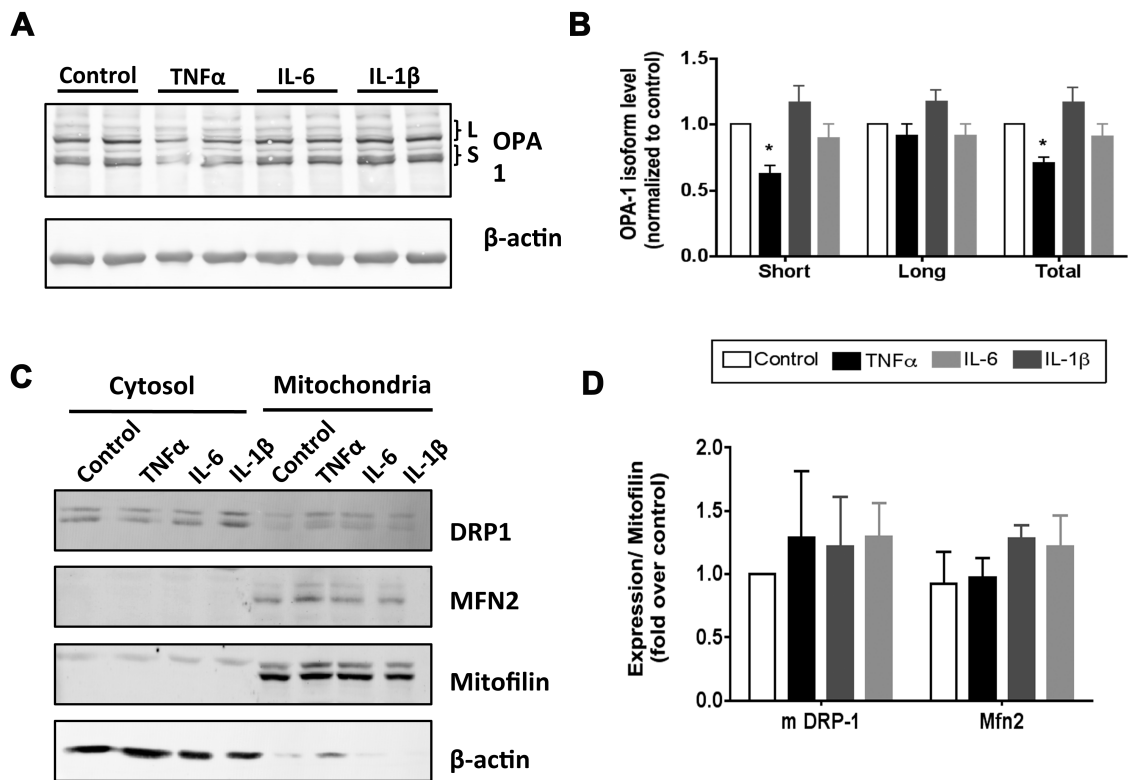 A
Control TNFα IL-6 IL-1β
L
S
OPA
1
β-actin
B
OPA-1 isoform level
(normalized to control)
1.5
1.0
0.5
0.0
* *
Short Long Total
Control TNFα IL-6 IL-1β
C
Cytosol Mitochondria
Control TNFα IL-6 IL-1β Control TNFα IL-6 IL-1β
DRP1
MFN2
Mitofilin
β-actin
D
Expression/ Mitofilin
(fold over control)
2.0
1.5
1.0
0.5
0.0
m DRP-1 Mfn2